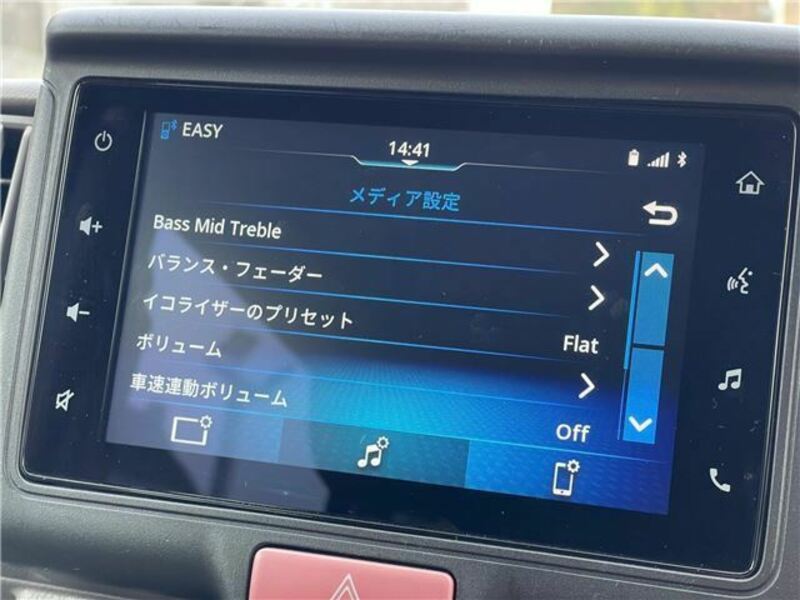 EASY
14:41
メディア設定
Bass Mid Treble
バランス・フェーダー
イコライザーのプリセット
Flat
ボリューム
車速連動ボリューム
Off